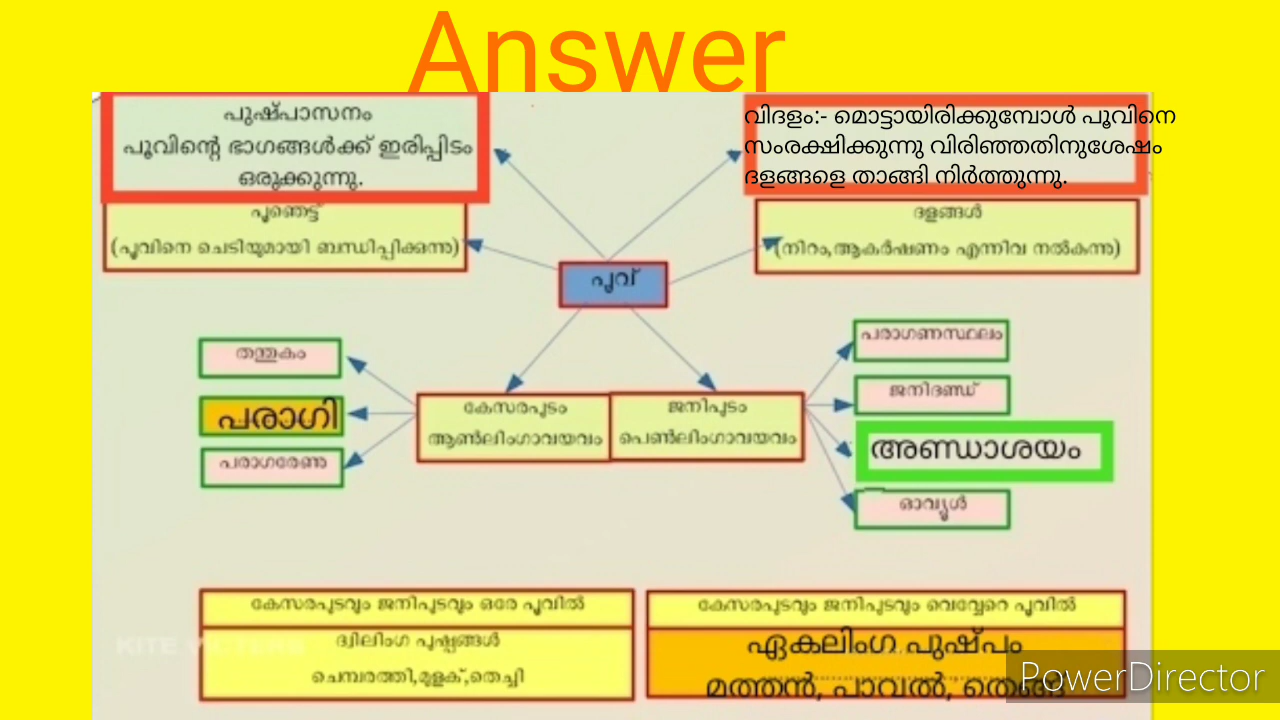 Answer
പുഷ്പാസനം
പൂവിന്റെ ഭാഗങ്ങൾക്ക് ഇരിപ്പിടം
ഒരുക്കുന്നു.
വിദളം:- മൊട്ടായിരിക്കുമ്പോൾ പൂവിനെ
സംരക്ഷിക്കുന്നു വിരിഞ്ഞതിനുശേഷം
ദളങ്ങളെ താങ്ങി നിർത്തുന്നു.
പൂഞെട്ട്
(പൂവിനെ ചെടിയുമായി ബന്ധിപ്പിക്കുന്നു)
ദളങ്ങൾ
(നിറം,ആകർഷണം എന്നിവ നൽകുന്നു)
പൂവ്
തന്തുകം
പരാഗി
പരാഗരേണു
കേസരപുടം
ആൺലിംഗാവയവം
ജനിപുടം
പെൺലിംഗാവയവം
പരാഗണസ്ഥലം
ജനിദണ്ഡ്
അണ്ഡാശയം
ഓവ്യൂൾ
കേസരപുടവും ജനിപുടവും ഒരേ പൂവിൽ
ദ്വിലിംഗ പുഷ്പങ്ങൾ
ചെമ്പരത്തി,മുളക്,തെച്ചി
കേസരപുടവും ജനിപുടവും വെവ്വേറെ പൂവിൽ
ഏകലിംഗ പുഷ്പം
മത്തൻ, പാവൽ, തെങ്ങ്
KITE VICTERS
PowerDirector